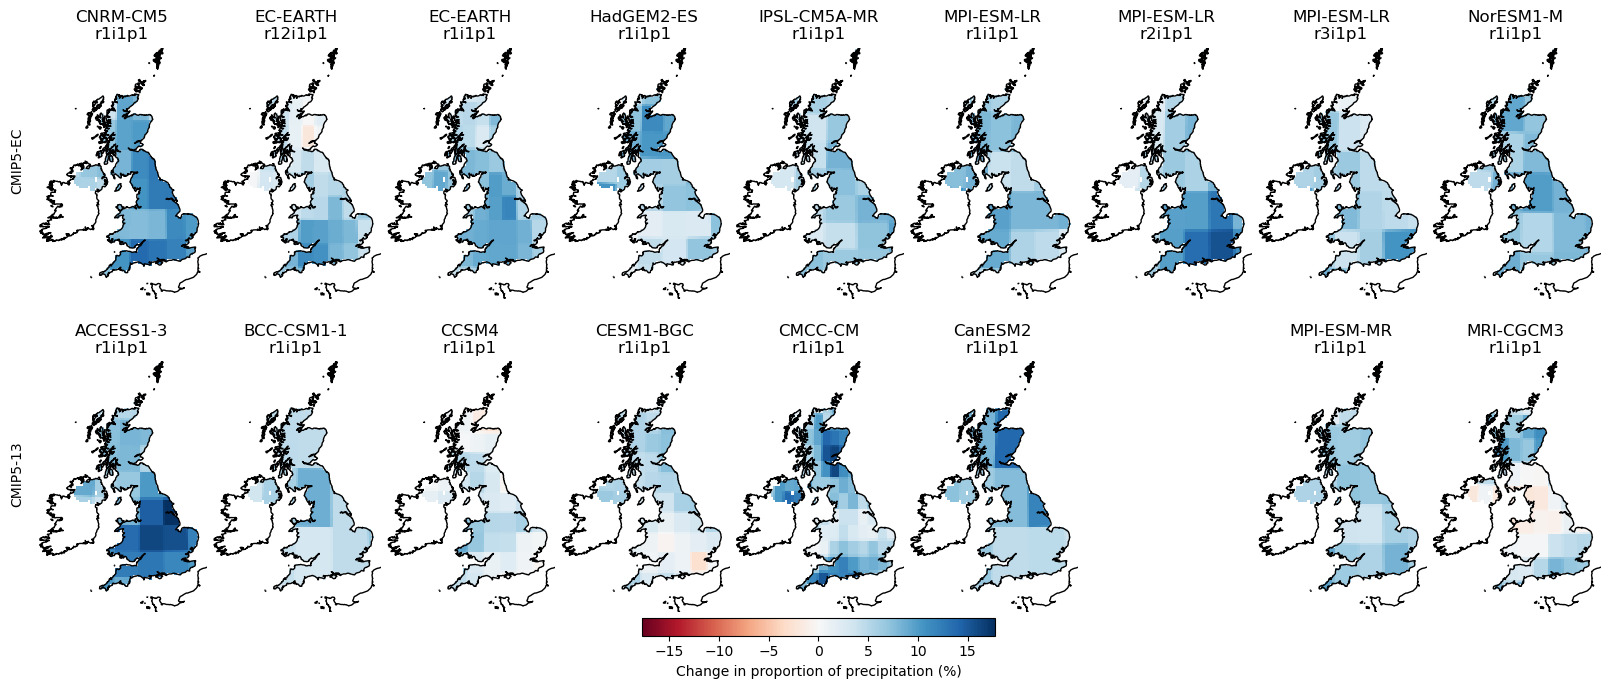 CNRM-CM5 EC-EARTH EC-EARTH HadGEM2-ES IPSL-CM5A-MR MPI-ESM-LR MPI-ESM-LR MPI-ESM-LR NorESM1-M
r1i1p1 r12i1p1 r1i1p1 r1i1p1 r1i1p1 r1i1p1 r2i1p1 r3i1p1 r1i1p1
CMIP5-EC
ACCESS1-3 BCC-CSM1-1 CCSM4 CESM1-BGC CMCC-CM CanESM2 MPI-ESM-MR MRI-CGCM3
r1i1p1 r1i1p1 r1i1p1 r1i1p1 r1i1p1 r1i1p1 r1i1p1 r1i1p1
CMIP5-13
−15 −10 −5 0 5 10 15
Change in proportion of precipitation (%)